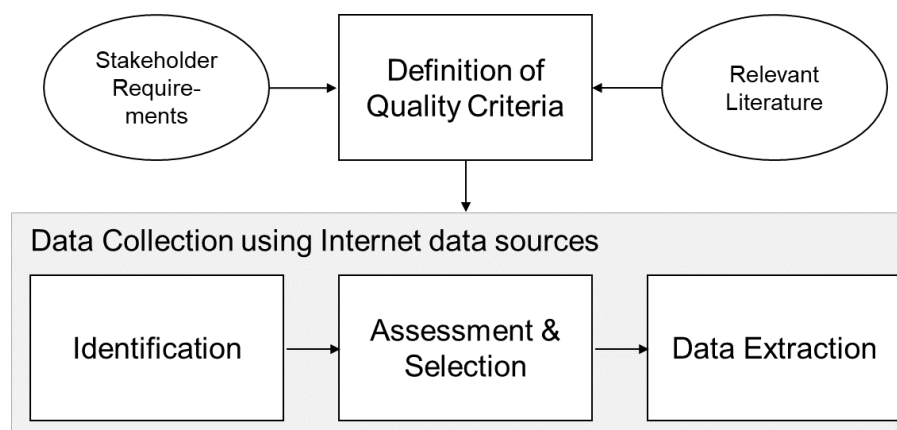 Stakeholder
Require-
ments
Definition of
Quality Criteria
Relevant
Literature
Data Collection using Internet data sources
Identification
Assessment &
Selection
Data Extraction